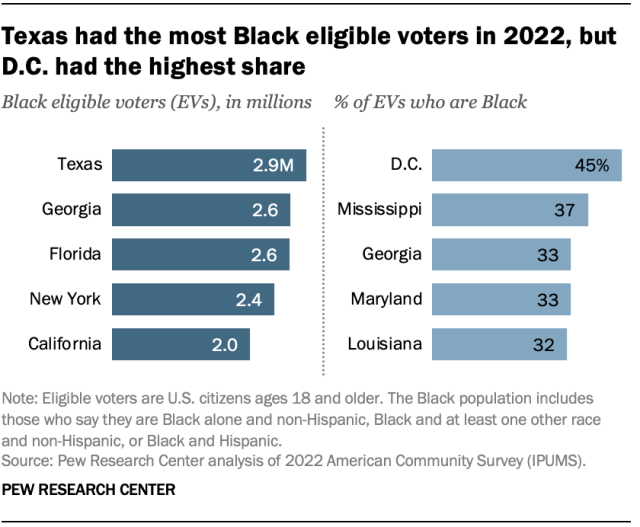 Texas had the most Black eligible voters in 2022, but
D.C. had the highest share
Black eligible voters (EVs), in millions
% of EVs who are Black
Texas 2.9M
Georgia 2.6
Florida 2.6
New York 2.4
California 2.0
D.C. 45%
Mississippi 37
Georgia 33
Maryland 33
Louisiana 32
Note: Eligible voters are U.S. citizens ages 18 and older. The Black population includes
those who say they are Black alone and non-Hispanic, Black and at least one other race
and non-Hispanic, or Black and Hispanic.
Source: Pew Research Center analysis of 2022 American Community Survey (IPUMS).
PEW RESEARCH CENTER